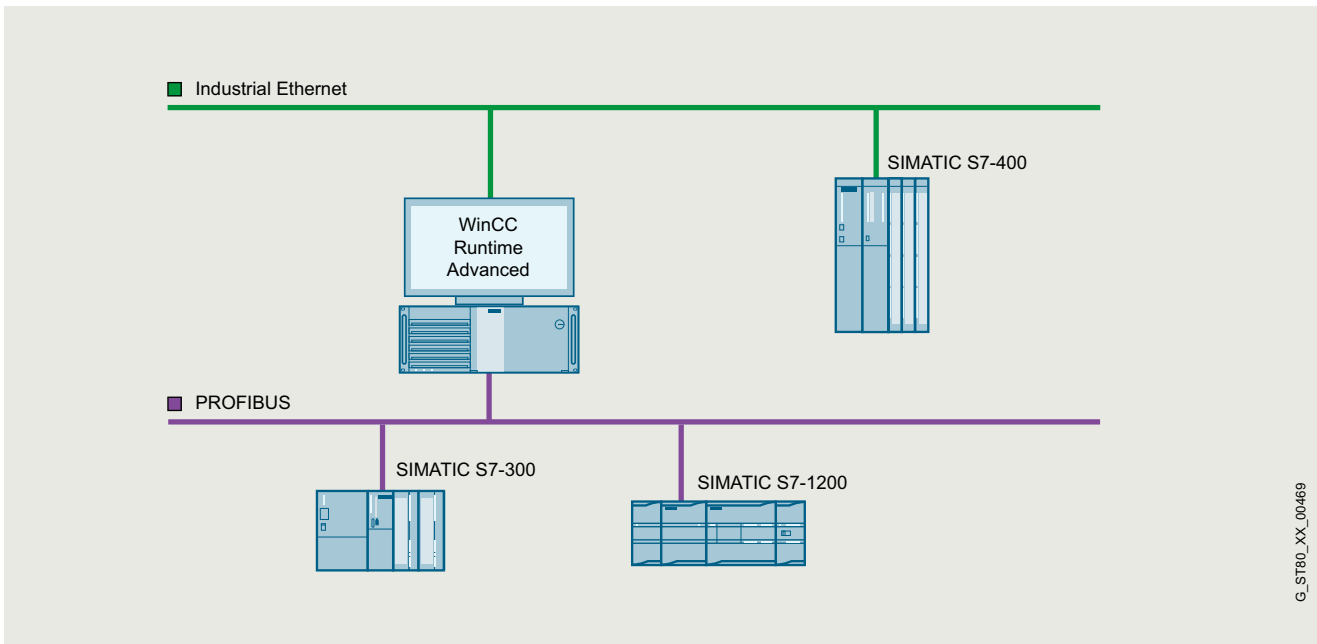 Industrial Ethernet
SIMATIC S7-400
WinCC
Runtime
Advanced
PROFIBUS
SIMATIC S7-300
SIMATIC S7-1200
G_ST80_XX_00469